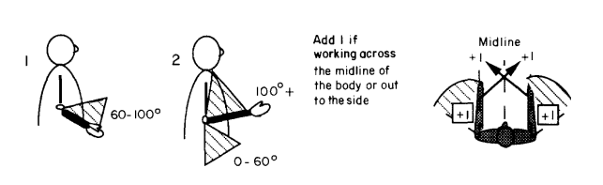 1
60-100°
2
100°+
0-60°
Add 1 if
working across
the midline of
the body or out
to the side
Midline
+1
+1
+1
+1